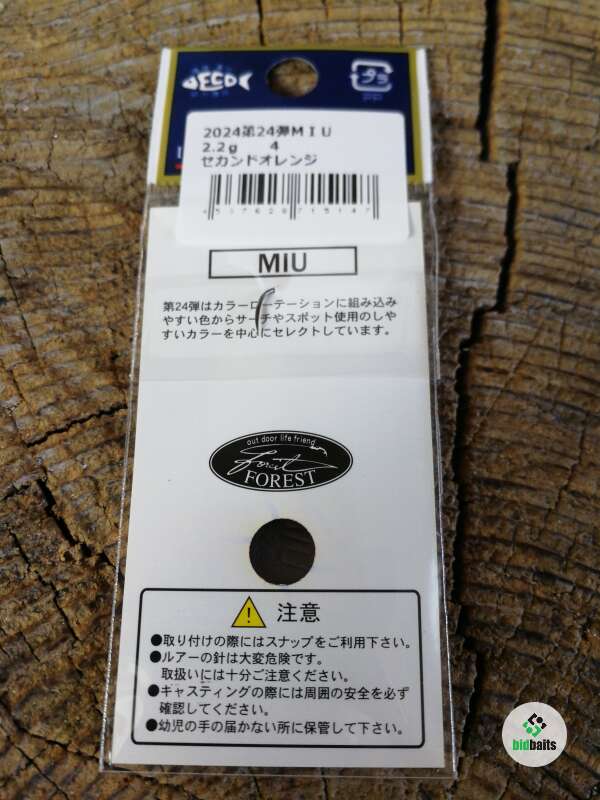 DECO
プラ
2024第24弾ＭＩＵ
2.2g 4
セカンドオレンジ
MIU
第24弾はカラーローテーションに組み込み
やすい色からサーチやスポット使用のしや
すいカラーを中心にセレクトしています。
out door life friend
Forest
FOREST
注意
●取り付けの際にはスナップをご利用下さい。
●ルアーの針は大変危険です。
取扱いには十分ご注意ください。
●キャスティングの際には周囲の安全を必ず
確認してください。
●幼児の手の届かない所に保管して下さい。
bidbaits